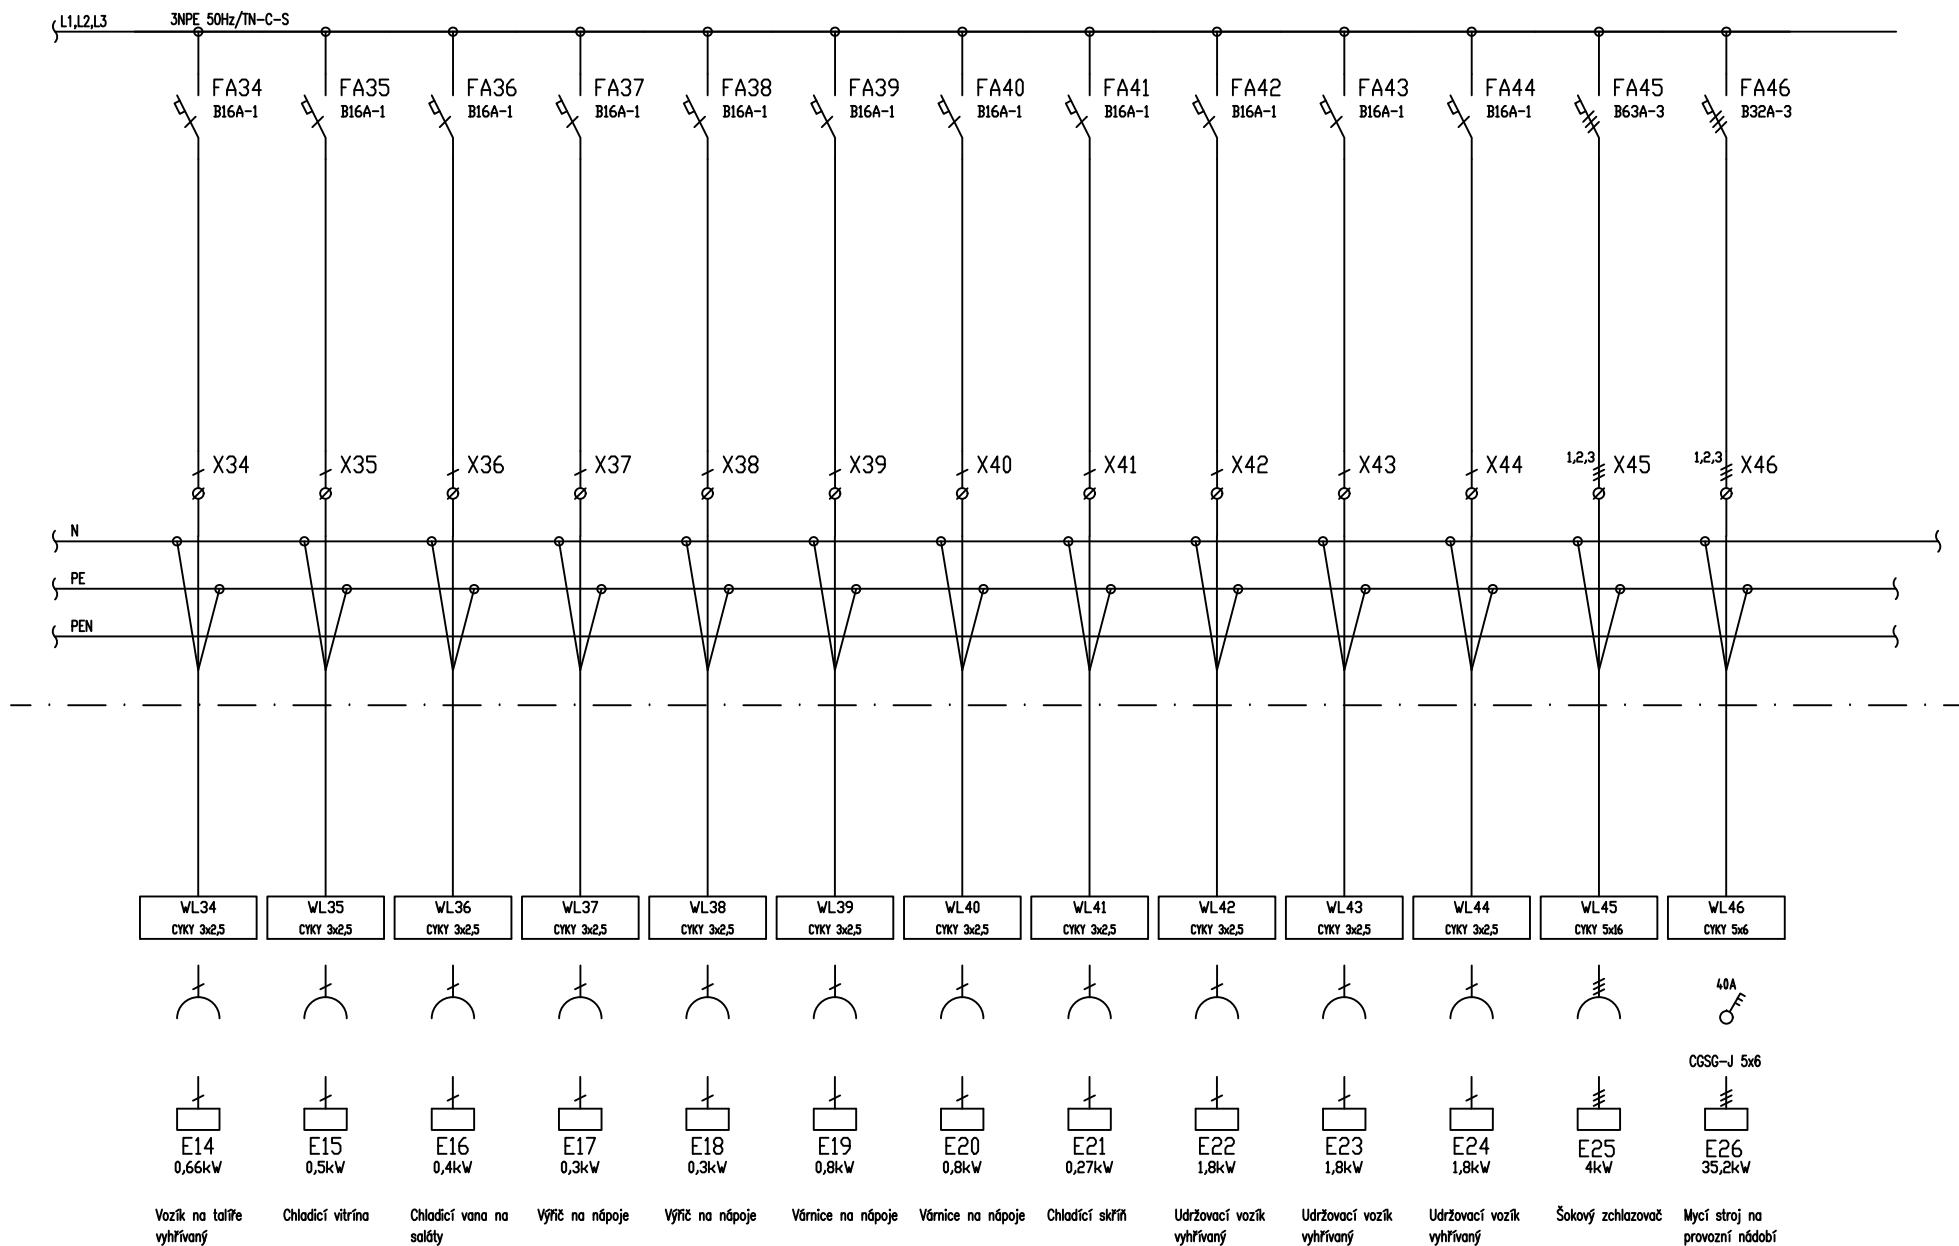 L1,L2,L3 3NPE 50Hz/TN-C-S
FA34 FA35 FA36 FA37 FA38 FA39 FA40 FA41 FA42 FA43 FA44 FA45 FA46
B16A-1 B16A-1 B16A-1 B16A-1 B16A-1 B16A-1 B16A-1 B16A-1 B16A-1 B16A-1 B16A-1 B63A-3 B32A-3
X34 X35 X36 X37 X38 X39 X40 X41 X42 X43 X44 1,2,3 X45 1,2,3 X46
N
PE
PEN
WL34 WL35 WL36 WL37 WL38 WL39 WL40 WL41 WL42 WL43 WL44 WL45 WL46
CYKY 3x2,5 CYKY 3x2,5 CYKY 3x2,5 CYKY 3x2,5 CYKY 3x2,5 CYKY 3x2,5 CYKY 3x2,5 CYKY 3x2,5 CYKY 3x2,5 CYKY 3x2,5 CYKY 3x2,5 CYKY 5x16 CYKY 5x6
40A
CGSG-J 5x6
E14 E15 E16 E17 E18 E19 E20 E21 E22 E23 E24 E25 E26
0,66kW 0,5kW 0,4kW 0,3kW 0,3kW 0,8kW 0,8kW 0,27kW 1,8kW 1,8kW 1,8kW 4kW 35,2kW
Vozík na talíře Chladicí vitrína Chladicí vana na Výřič na nápoje Výřič na nápoje Várnice na nápoje Várnice na nápoje Chladící skříň Udržovací vozík Udržovací vozík Udržovací vozík Šokový zchlazovač Mycí stroj na
vyhřívaný saláty vyhřívaný vyhřívaný vyhřívaný provozní nádobí